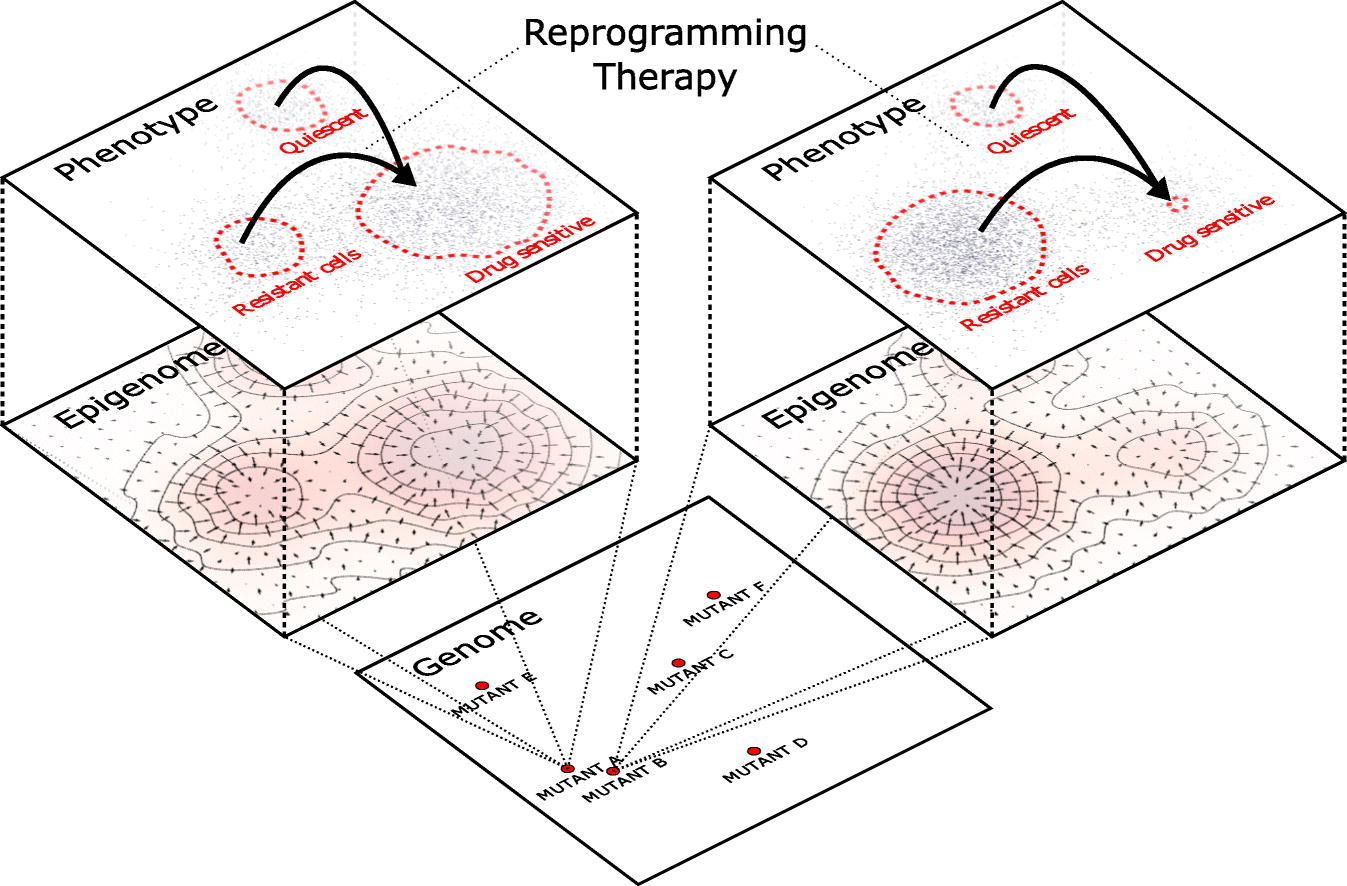 Reprogramming
Therapy
Phenotype
Quiescent
Resistant cells
Drug sensitive
Phenotype
Quiescent
Resistant cells
Drug sensitive
Epigenome
Epigenome
Genome
MUTANT F
MUTANT C
MUTANT E
MUTANT A
MUTANT B
MUTANT D